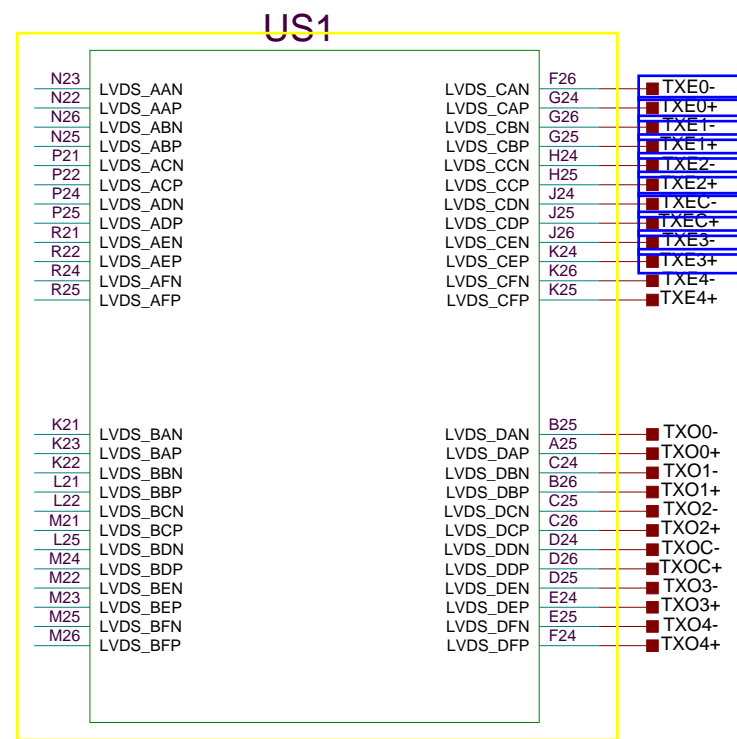 US1
N23 LVDS_AAN LVDS_CAN F26 TXE0-
N22 LVDS_AAP LVDS_CAP G24 TXE0+
N26 LVDS_ABN LVDS_CBN G26 TXE1-
N25 LVDS_ABP LVDS_CBP G25 TXE1+
P21 LVDS_ACN LVDS_CCN H24 TXE2-
P22 LVDS_ACP LVDS_CCP H25 TXE2+
P24 LVDS_ADN LVDS_CDN J24 TXEC-
P25 LVDS_ADP LVDS_CDP J25 TXEC+
R21 LVDS_AEN LVDS_CEN J26 TXE3-
R22 LVDS_AEP LVDS_CEP K24 TXE3+
R24 LVDS_AFN LVDS_CFN K26 TXE4-
R25 LVDS_AFP LVDS_CFP K25 TXE4+
K21 LVDS_BAN LVDS_DAN B25 TXO0-
K23 LVDS_BAP LVDS_DAP A25 TXO0+
K22 LVDS_BBN LVDS_DBN C24 TXO1-
L21 LVDS_BBP LVDS_DBP B26 TXO1+
L22 LVDS_BCN LVDS_DCN C25 TXO2-
M21 LVDS_BCP LVDS_DCP C26 TXO2+
L25 LVDS_BDN LVDS_DDN D24 TXOC-
M24 LVDS_BDP LVDS_DDP D26 TXOC+
M22 LVDS_BEN LVDS_DEN D25 TXO3-
M23 LVDS_BEP LVDS_DEP E24 TXO3+
M25 LVDS_BFN LVDS_DFN E25 TXO4-
M26 LVDS_BFP LVDS_DFP F24 TXO4+